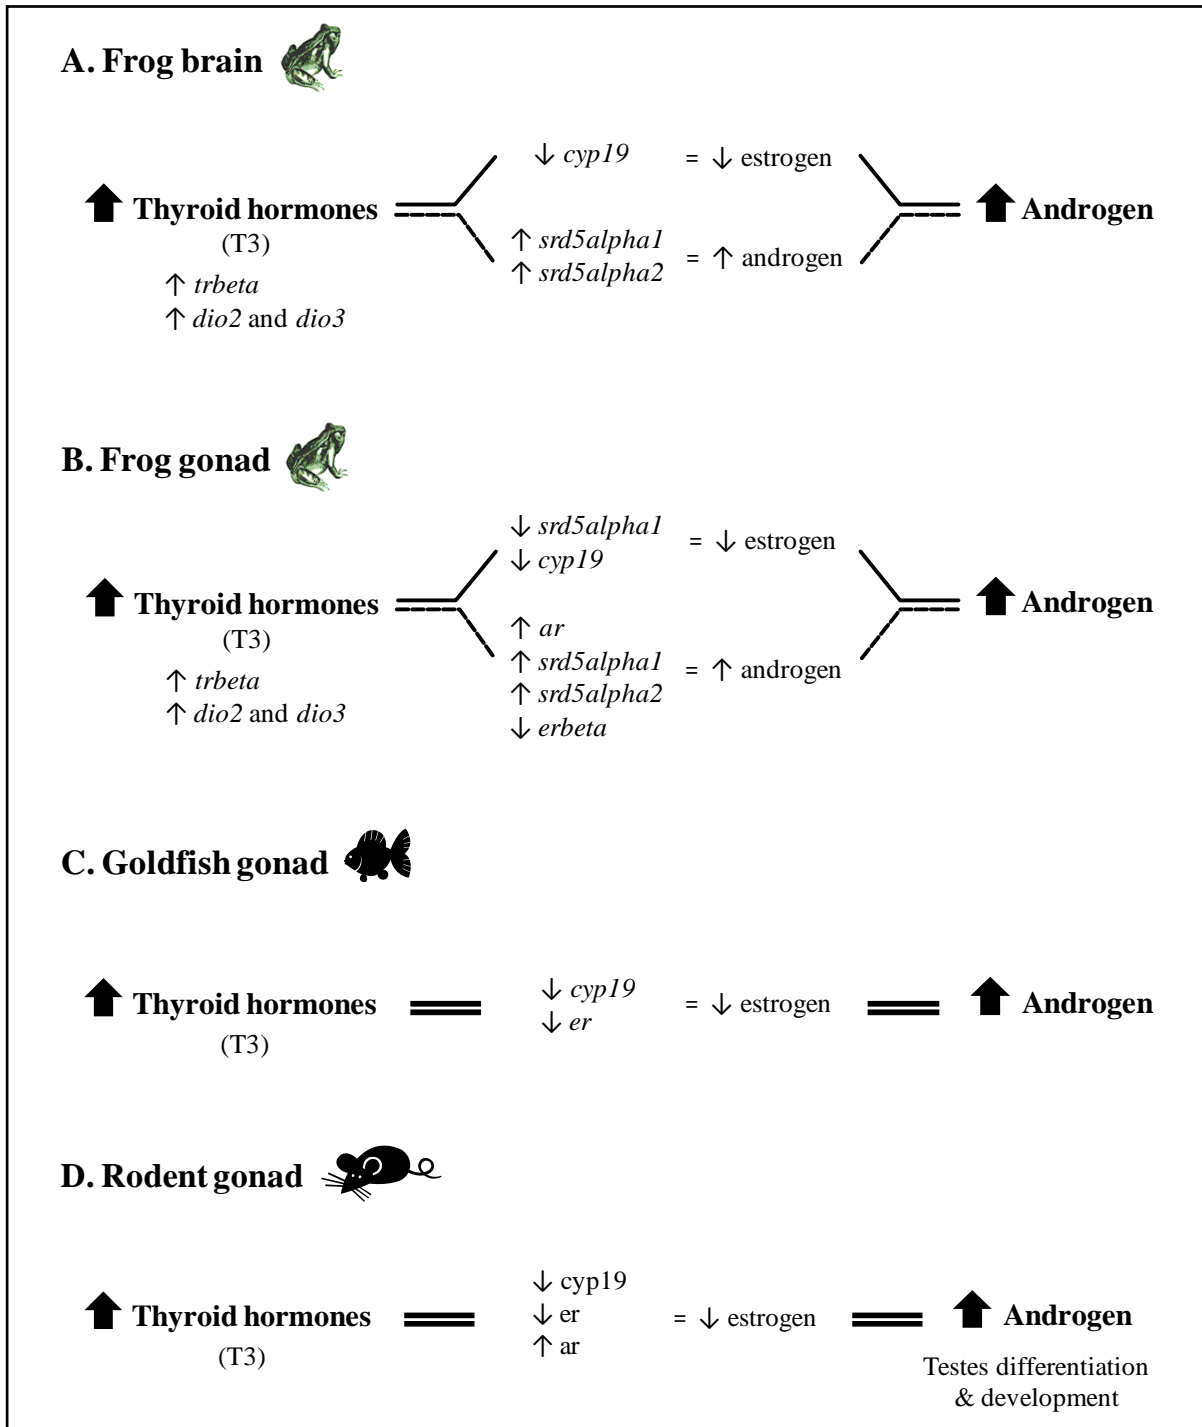 A. Frog brain
↓ cyp19 = ↓ estrogen
Thyroid hormones
(T3)
↑ trbeta
↑ dio2 and dio3
↑ srd5alpha1
↑ srd5alpha2
= ↑ androgen
Androgen
B. Frog gonad
↓ srd5alpha1
↓ cyp19
= ↓ estrogen
Thyroid hormones
(T3)
↑ trbeta
↑ dio2 and dio3
↑ ar
↑ srd5alpha1
↑ srd5alpha2
↓ erbeta
= ↑ androgen
Androgen
C. Goldfish gonad
Thyroid hormones
(T3)
↓ cyp19
↓ er
= ↓ estrogen
Androgen
D. Rodent gonad
Thyroid hormones
(T3)
↓ cyp19
↓ er
↑ ar
= ↓ estrogen
Androgen
Testes differentiation
& development